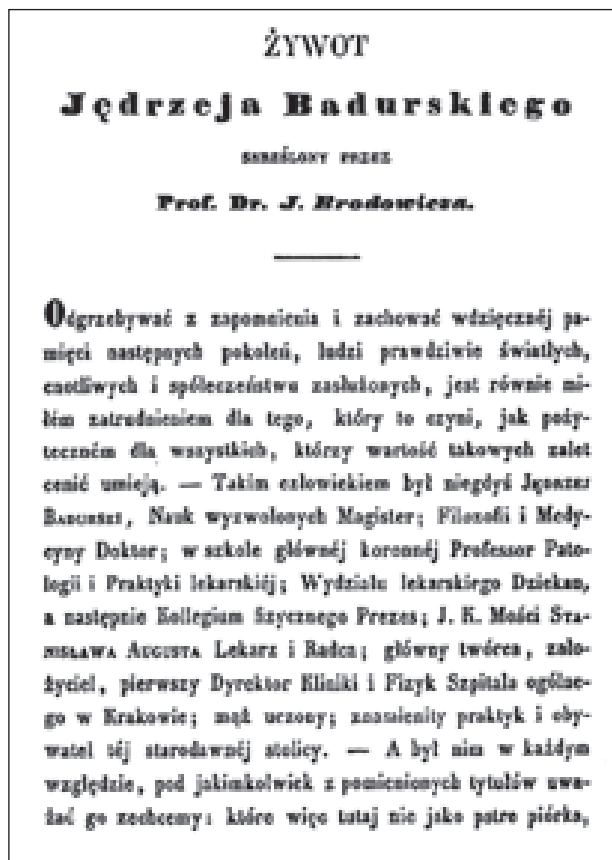 ŻYWOT
Jędrzeja Badurskiego
SKREŚLONY PRZEZ
Prof. Dr. J. Brodowicza.
Odgrzebywać z zapomnienia i zachować wdzięcznéj pa-
mięci następnych pokoleń, ludzi prawdziwie światłych,
cnotliwych i społeczeństwu zasłużonych, jest równie mi-
łém zatrudnieniem dla tego, który to czyni, jak poży-
teczném dla wszystkich, którzy wartość takowych zalet
cenić umieją. — Takim człowiekiem był niegdyś JĘDRZEJ
BADURSKI, Nauk wyzwolonych Magister; Filozofii i Medy-
cyny Doktor; w szkole głównéj koronnéj Professor Pato-
logii i Praktyki lekarskiéj; Wydziału lekarskiego Dziekan,
a następnie Kollegium fizycznego Prezes; J. K. Mości STA-
NISŁAWA AUGUSTA Lekarz i Radca; główny twórca, zało-
życiel, pierwszy Dyrektor Kliniki i Fizyk Szpitala ogólne-
go w Krakowie; mąż uczony; znamienity praktyk i oby-
watel téj starodawnéj stolicy. — A był nim w każdym
względzie, pod jakimkolwiek z pomienionych tytułów uwa-
żać go zechcemy: które więc tutaj nie jako piórka,